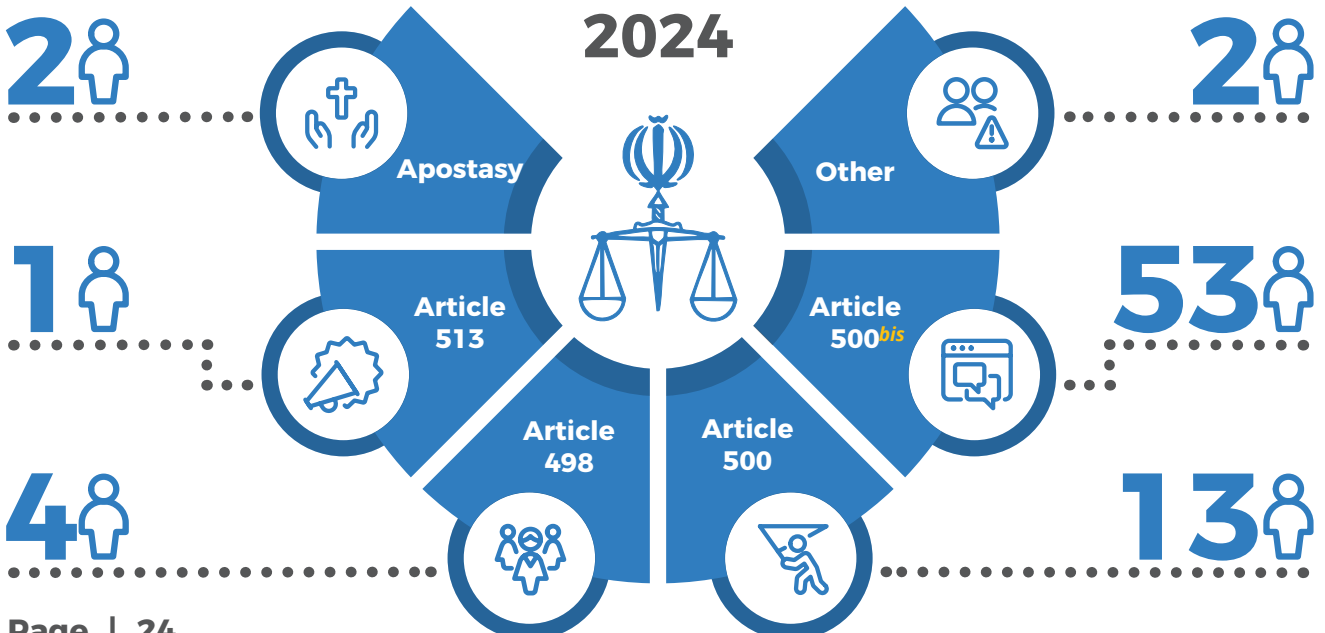 2024
2
2
Apostasy
Other
1
53
Article
513
Article
500bis
Article
498
Article
500
4
13
Page | 24